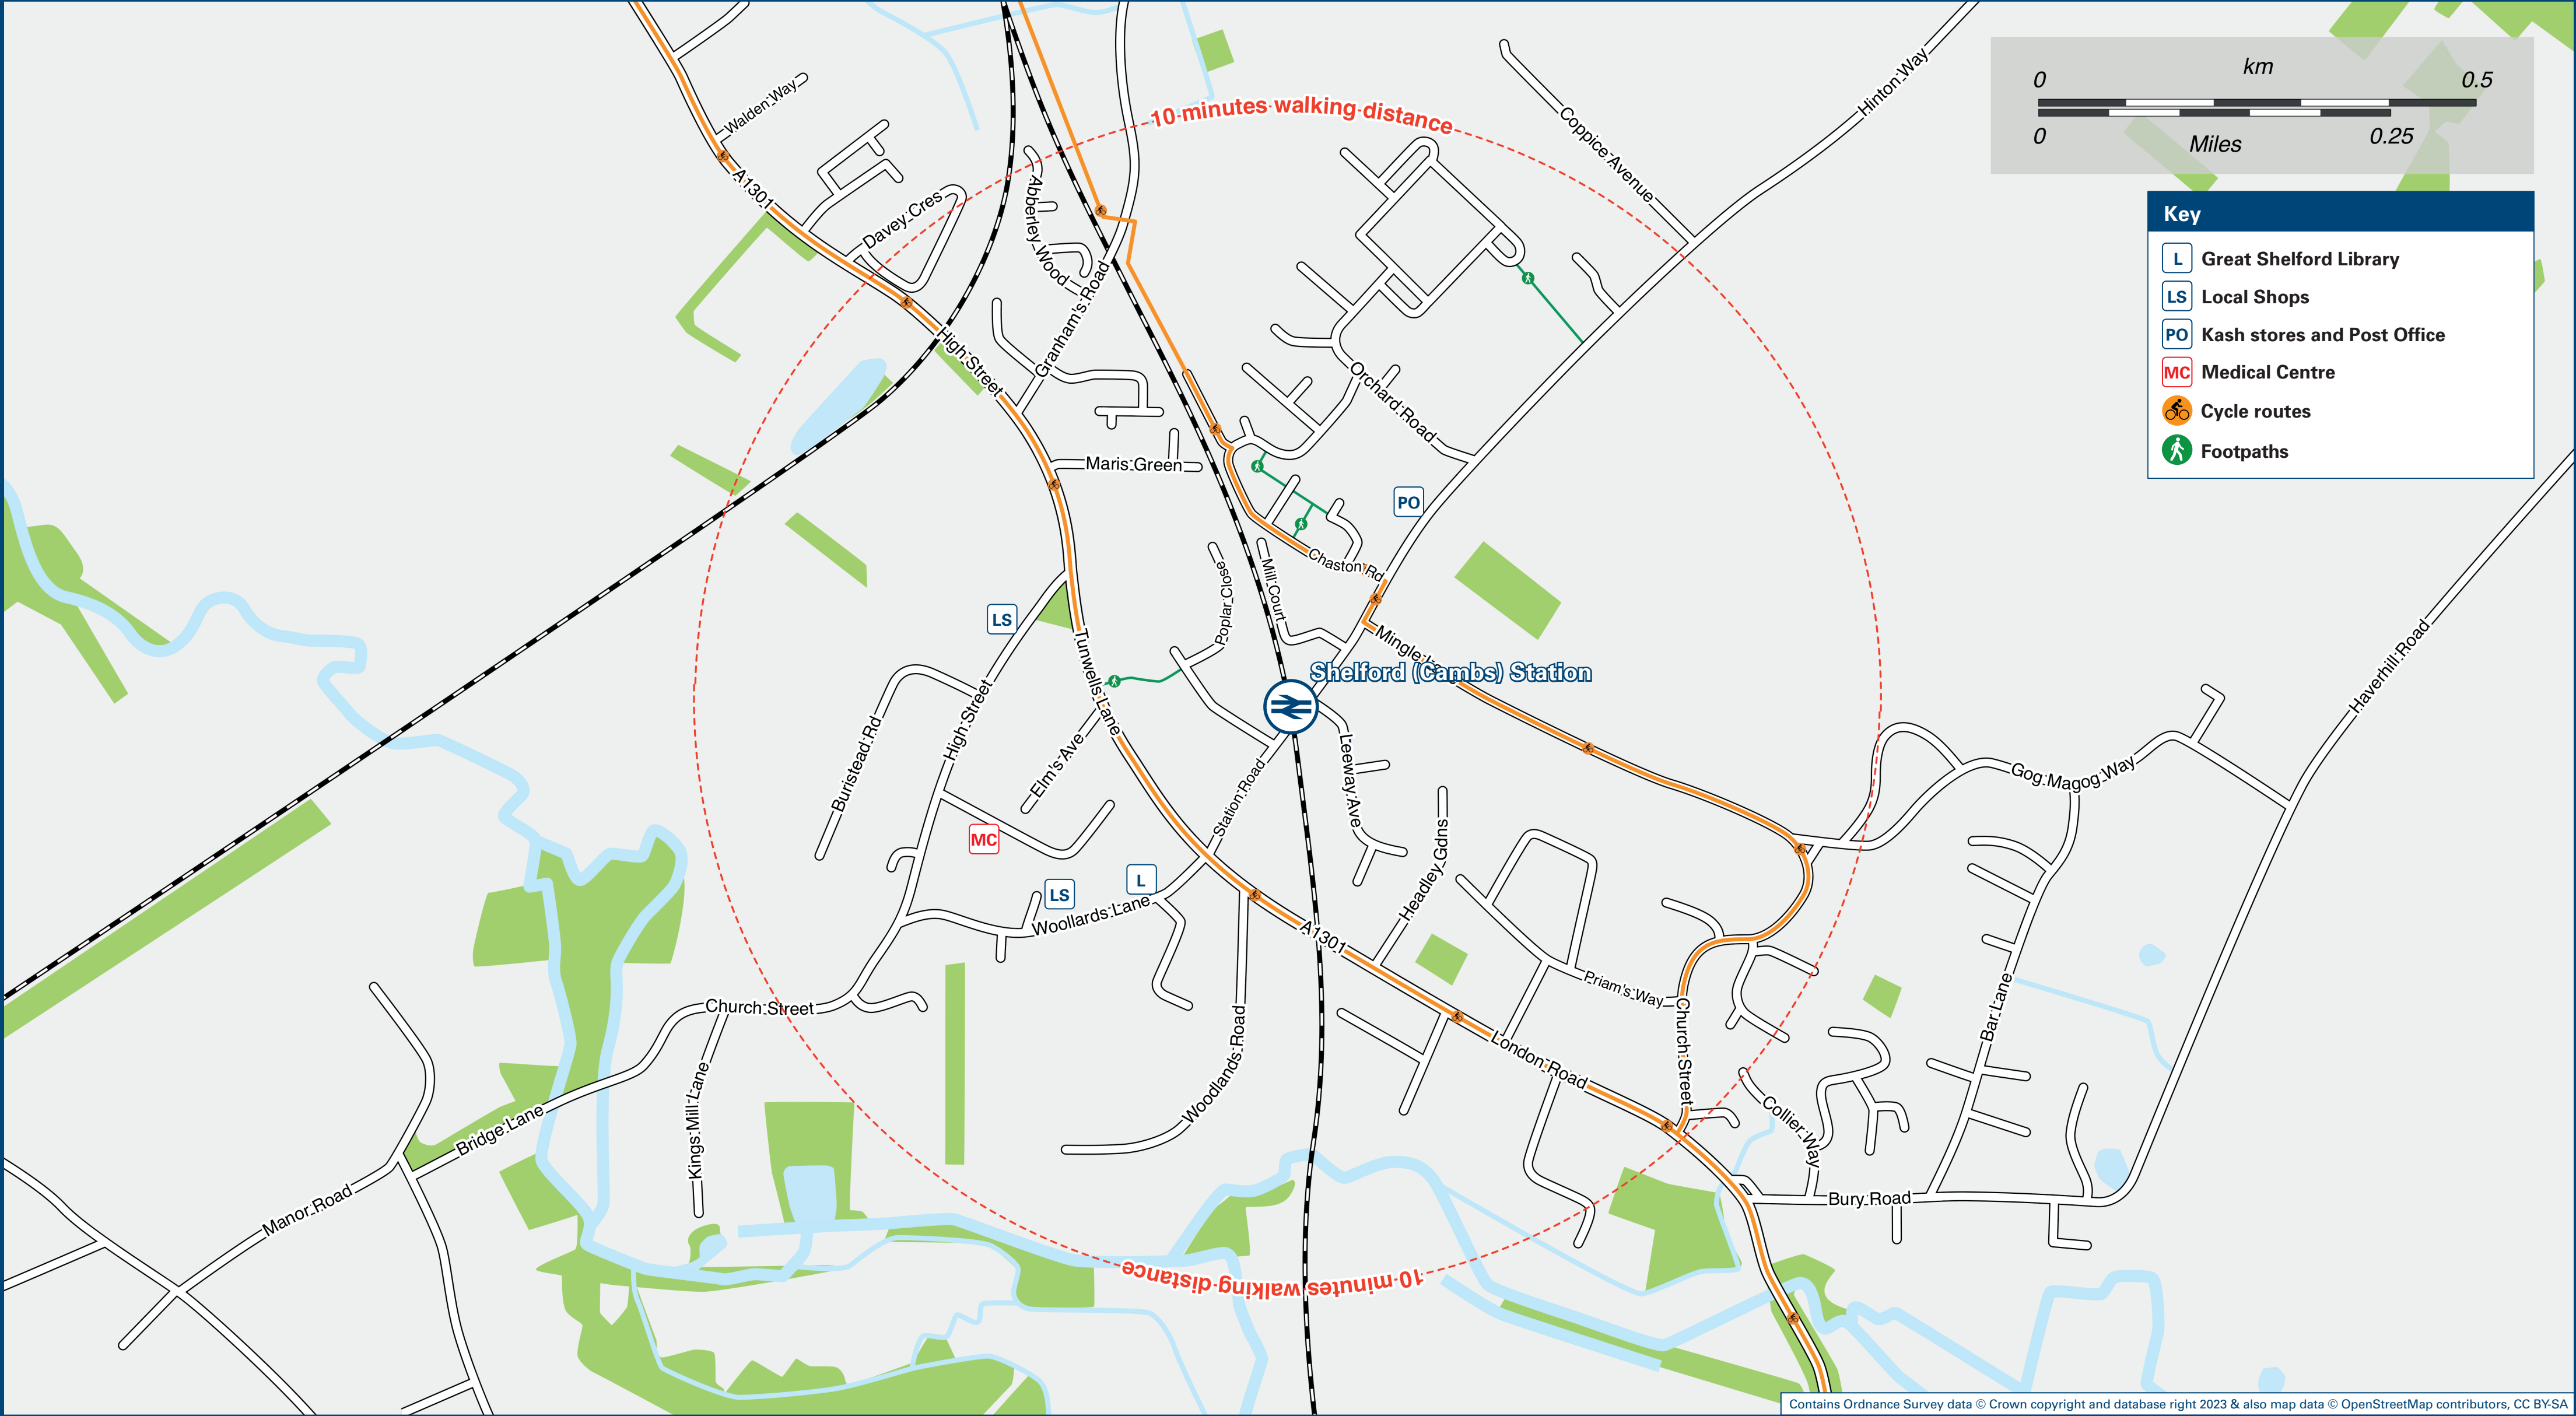 10 minutes walking distance
Hinton Way
Coppice Avenue
km
0 0.5
0 0.25
Miles
Key
L Great Shelford Library
LS Local Shops
PO Kash stores and Post Office
MC Medical Centre
Cycle routes
Footpaths
Walden Way
A1301
Davey Cres
Abberley Wood
Granham's Road
High Street
Orchard Road
Maris Green
PO
Chaston Rd
Mill Court
Poplar Close
LS
Tunwells Lane
Mingle
Shelford (Cambs) Station
Haverhill Road
High Street
Buristead Rd
Elm's Ave
Station Road
Leeway Ave
Gog Magog Way
MC
L
LS
Headley Gdns
Woollards Lane
A1301
Priam's Way
Church Street
Church Street
Bar Lane
London Road
Woodlands Road
Kings Mill Lane
Bridge Lane
Collier Way
Manor Road
Bury Road
10 minutes walking distance
Contains Ordnance Survey data © Crown copyright and database right 2023 & also map data © OpenStreetMap contributors, CC BY-SA